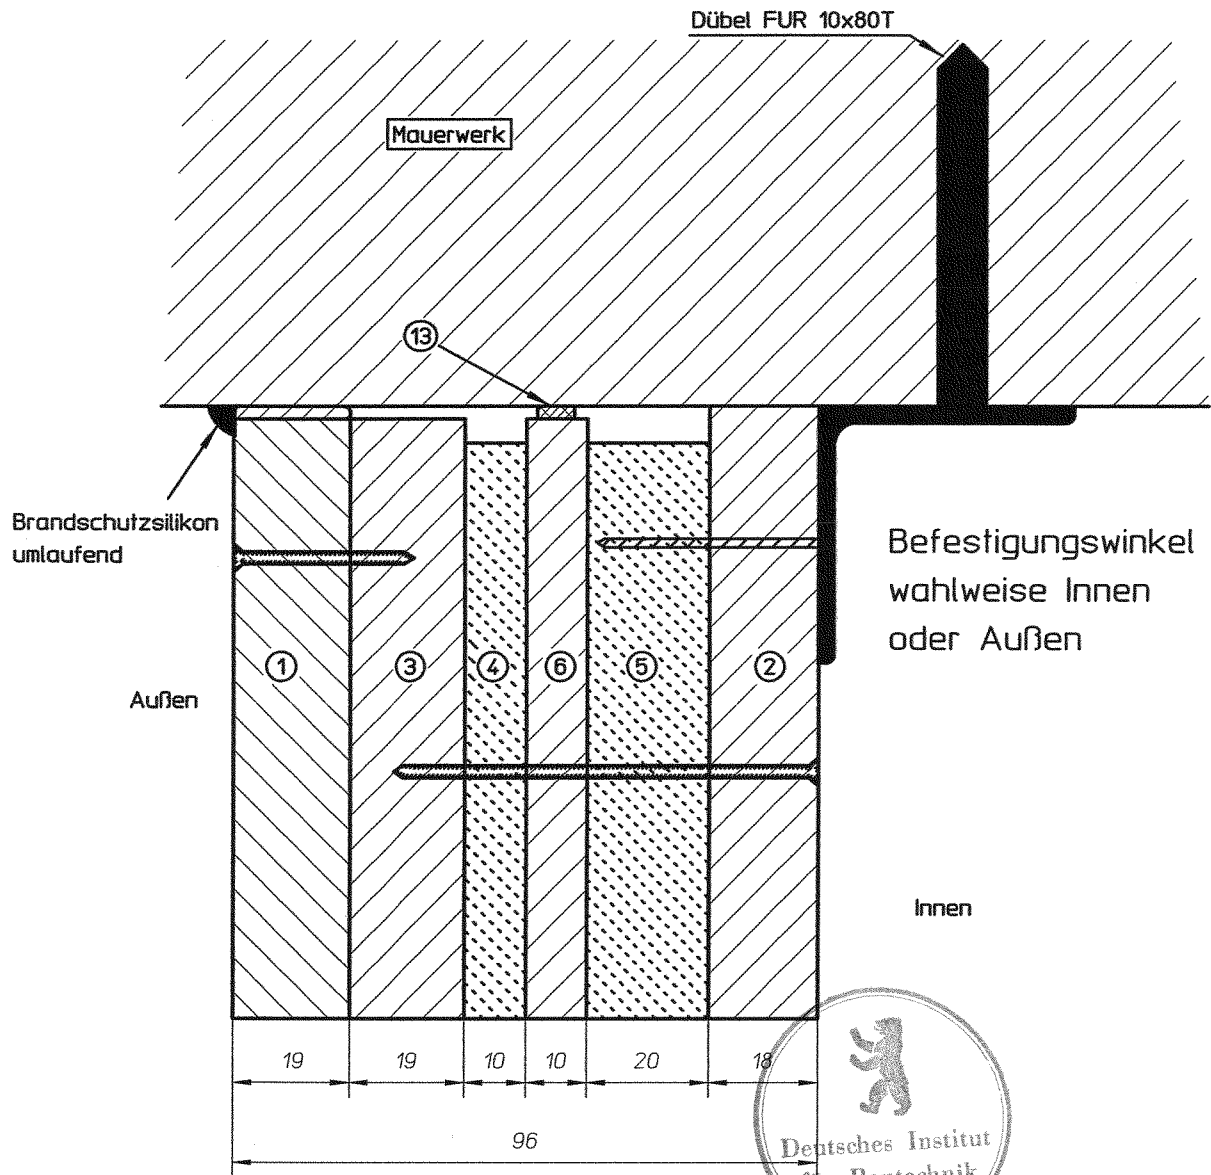 Dübel FUR 10x80T
Mauerwerk
13
Brandschutzsilikon
umlaufend
Befestigungswinkel
wahlweise Innen
oder Außen
1
3
4
6
5
2
Außen
Innen
19
19
10
10
20
18
96
Deutsches Institut
Bautechnik